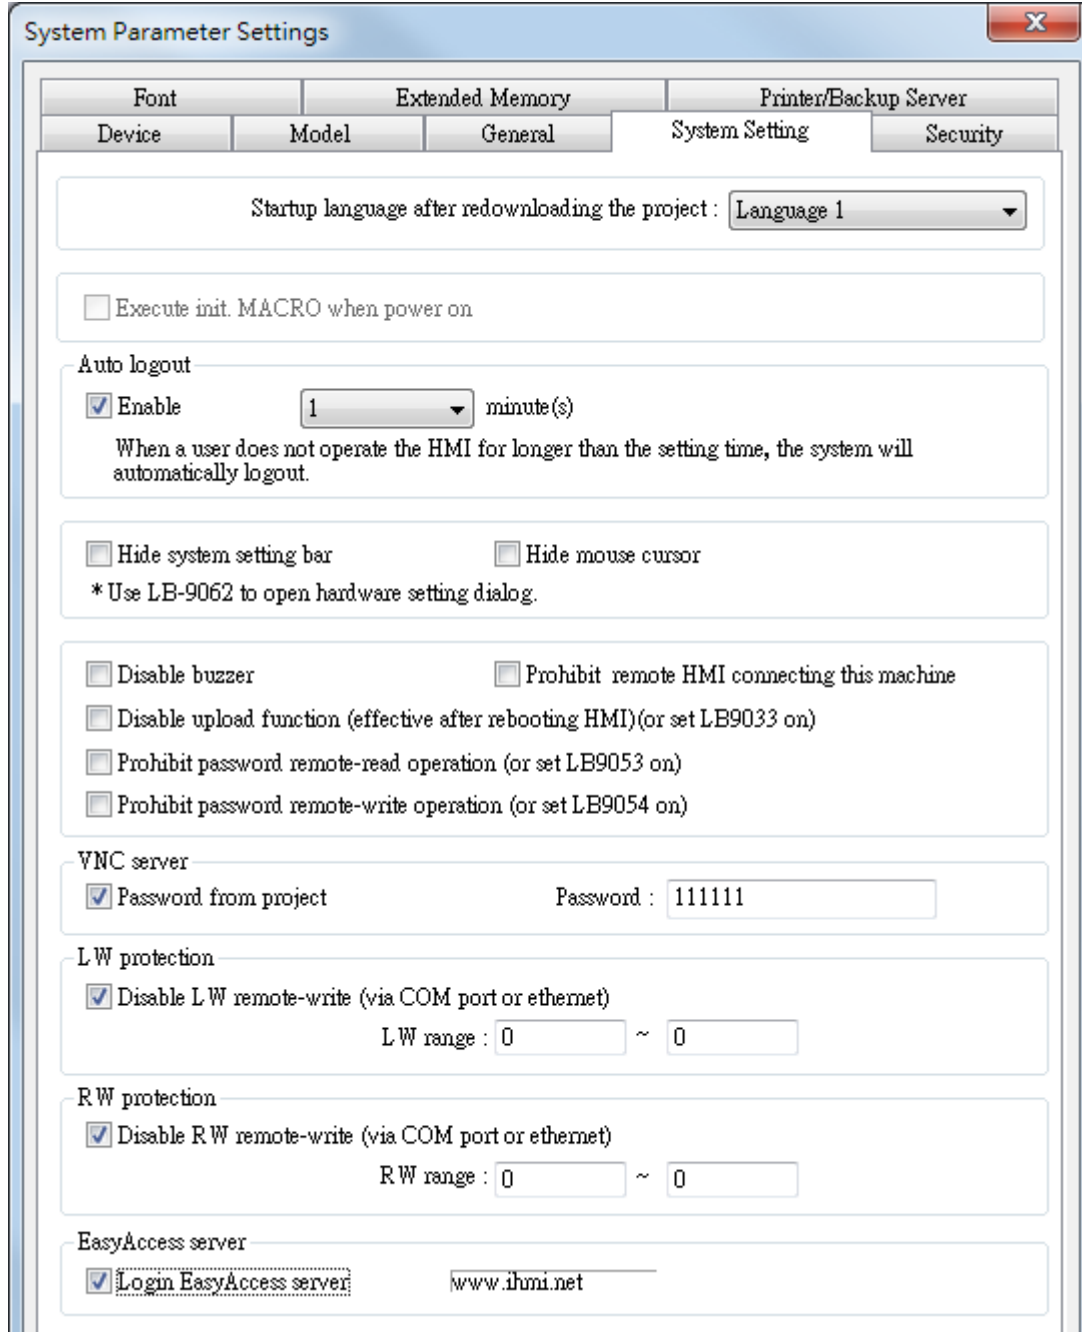 System Parameter Settings
Font Extended Memory Printer/Backup Server
Device Model General System Setting Security
Startup language after redownloading the project : Language 1
Execute init. MACRO when power on
Auto logout
Enable 1 minute(s)
When a user does not operate the HMI for longer than the setting time, the system will
automatically logout.
Hide system setting bar Hide mouse cursor
* Use LB-9062 to open hardware setting dialog.
Disable buzzer Prohibit remote HMI connecting this machine
Disable upload function (effective after rebooting HMI)(or set LB9033 on)
Prohibit password remote-read operation (or set LB9053 on)
Prohibit password remote-write operation (or set LB9054 on)
VNC server
Password from project Password : 111111
LW protection
Disable LW remote-write (via COM port or ethernet)
LW range : 0 ~ 0
RW protection
Disable RW remote-write (via COM port or ethernet)
RW range : 0 ~ 0
EasyAccess server
Login EasyAccess server www.ihmi.net